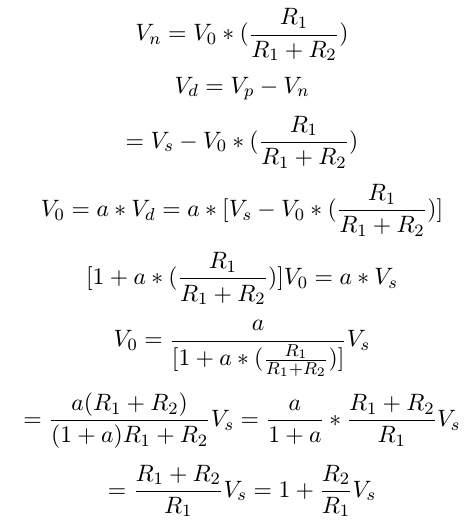 V_n = V_0 * (\frac{R_1}{R_1 + R_2})
V_d = V_p - V_n
= V_s - V_0 * (\frac{R_1}{R_1 + R_2})
V_0 = a * V_d = a * [V_s - V_0 * (\frac{R_1}{R_1 + R_2})]
[1 + a * (\frac{R_1}{R_1 + R_2})]V_0 = a * V_s
V_0 = \frac{a}{[1 + a * (\frac{R_1}{R_1 + R_2})]}V_s
= \frac{a(R_1 + R_2)}{(1 + a)R_1 + R_2}V_s = \frac{a}{1 + a} * \frac{R_1 + R_2}{R_1}V_s
= \frac{R_1 + R_2}{R_1}V_s = 1 + \frac{R_2}{R_1}V_s